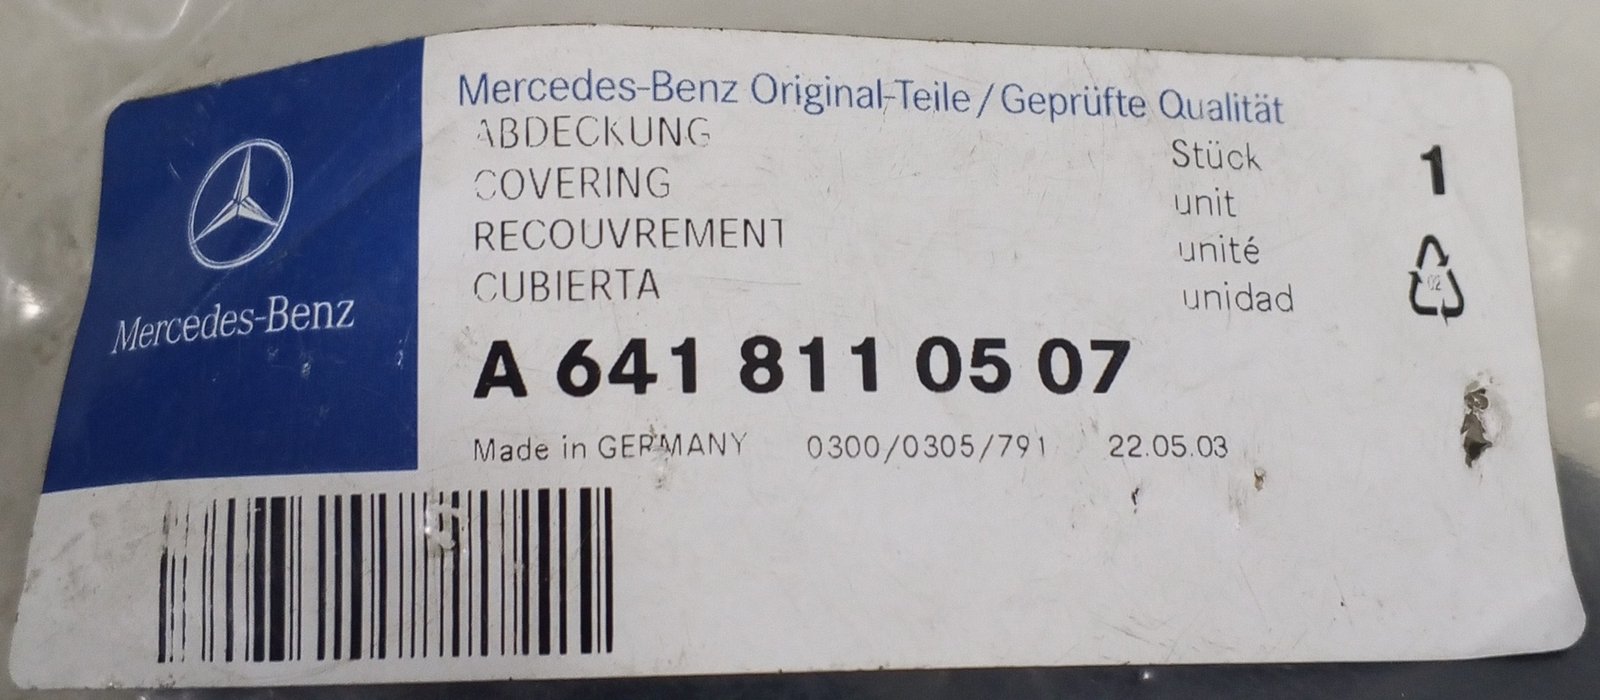 Mercedes-Benz
Mercedes-Benz Original-Teile/Geprüfte Qualität
ABDECKUNG
COVERING
RECOUVREMENT
CUBIERTA
Stück 1
unit
unité
unidad
02
A 641 811 05 07
Made in GERMANY 0300/0305/791 22.05.03